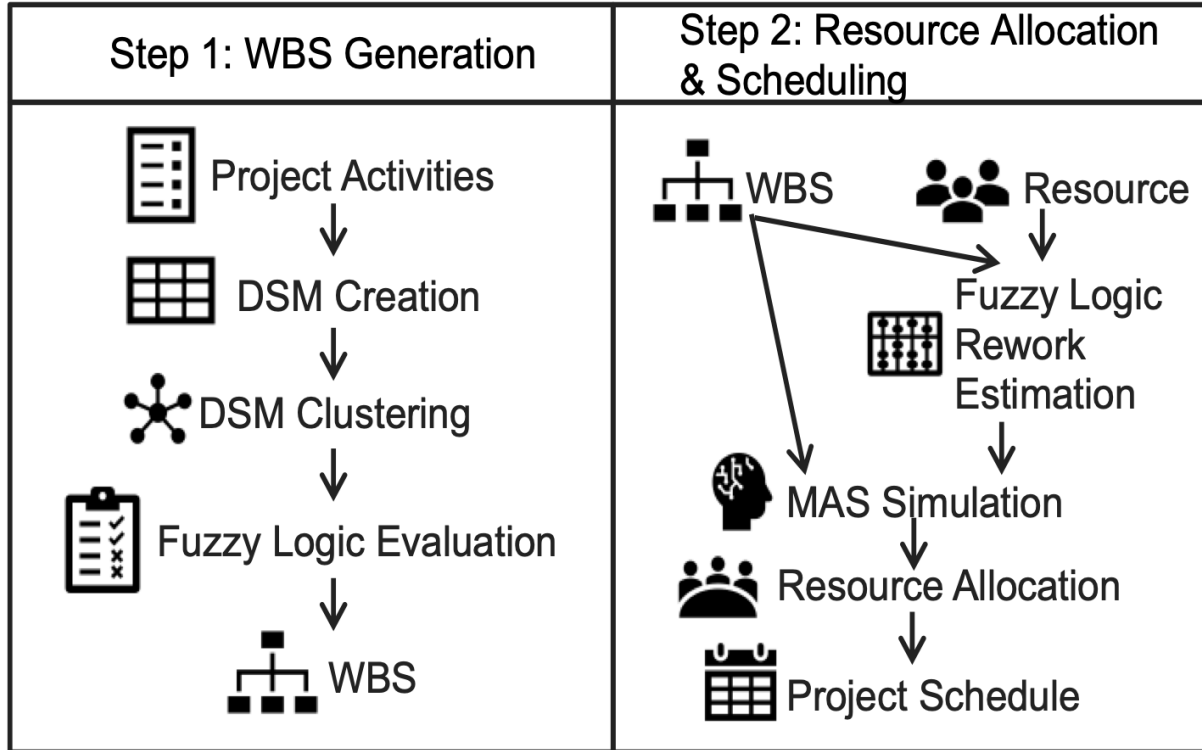 Step 1: WBS Generation
Project Activities
DSM Creation
DSM Clustering
Fuzzy Logic Evaluation
WBS
Step 2: Resource Allocation
& Scheduling
WBS
Resource
Fuzzy Logic
Rework
Estimation
MAS Simulation
Resource Allocation
Project Schedule